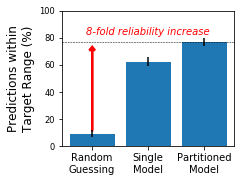 Predictions within
Target Range (%)
100
80
60
40
20
0
8-fold reliability increase
Random
Guessing
Single
Model
Partitioned
Model